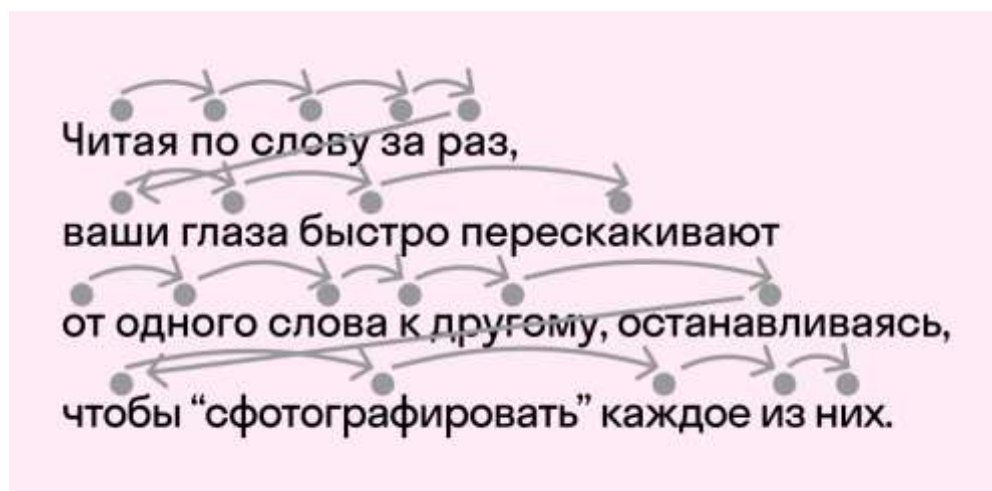 Читая по слову за раз,
ваши глаза быстро перескакивают
от одного слова к другому, останавливаясь,
чтобы “сфотографировать” каждое из них.